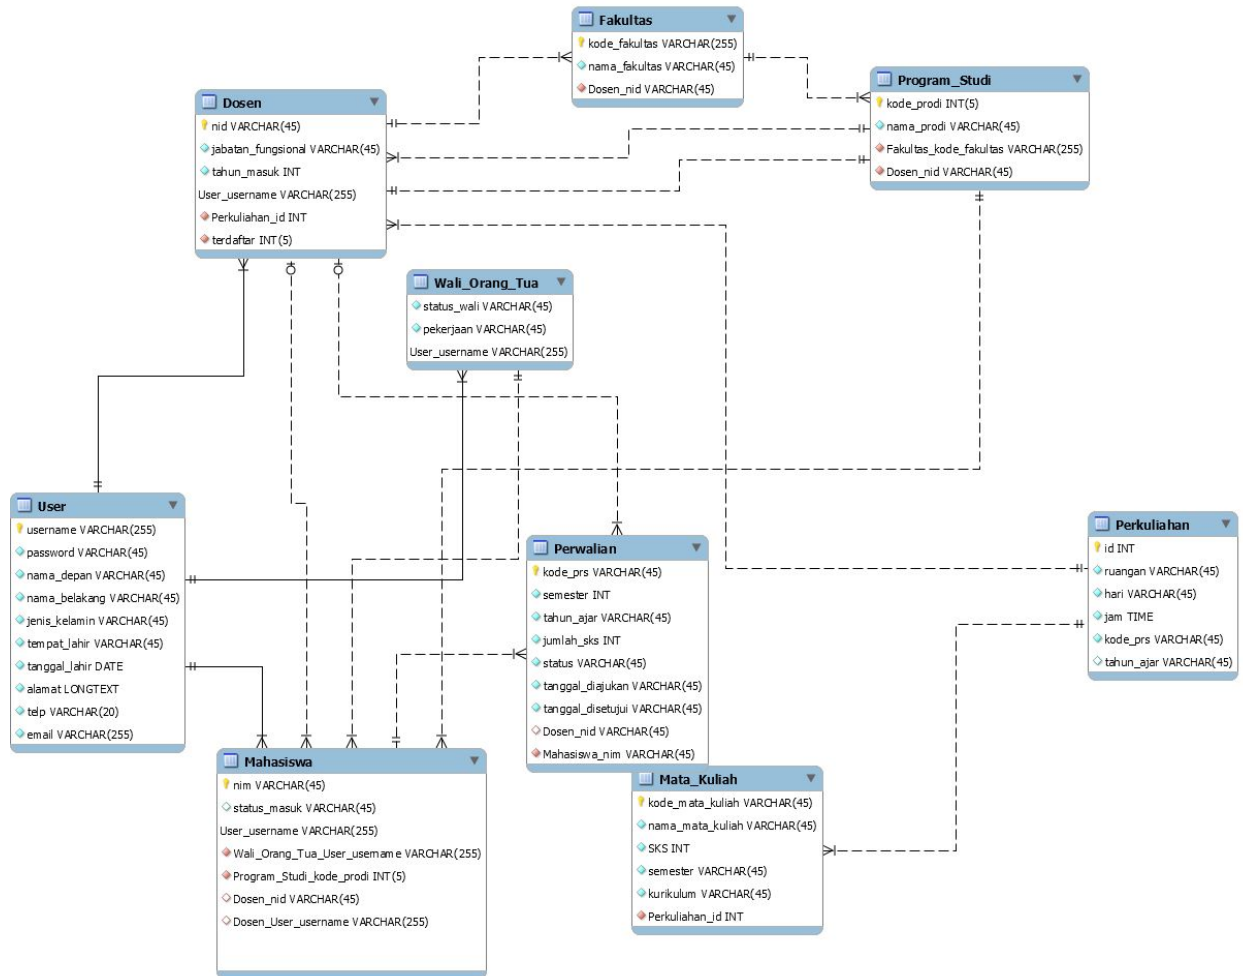 Fakultas
kode_fakultas VARCHAR(255)
nama_fakultas VARCHAR(45)
Dosen_nid VARCHAR(45)
Program_Studi
kode_prodi INT(5)
nama_prodi VARCHAR(45)
Fakultas_kode_fakultas VARCHAR(255)
Dosen_nid VARCHAR(45)
Dosen
nid VARCHAR(45)
jabatan_fungsional VARCHAR(45)
tahun_masuk INT
User_username VARCHAR(255)
Perkuliahan_id INT
terdaftar INT(5)
Wali_Orang_Tua
status_wali VARCHAR(45)
pekerjaan VARCHAR(45)
User_username VARCHAR(255)
User
username VARCHAR(255)
password VARCHAR(45)
nama_depan VARCHAR(45)
nama_belakang VARCHAR(45)
jenis_kelamin VARCHAR(45)
tempat_lahir VARCHAR(45)
tanggal_lahir DATE
alamat LONGTEXT
telp VARCHAR(20)
email VARCHAR(255)
Perwalian
kode_prs VARCHAR(45)
semester INT
tahun_ajar VARCHAR(45)
jumlah_sks INT
status VARCHAR(45)
tanggal_diajukan VARCHAR(45)
tanggal_disetujui VARCHAR(45)
Dosen_nid VARCHAR(45)
Mahasiswa_nim VARCHAR(45)
Perkuliahan
id INT
ruangan VARCHAR(45)
hari VARCHAR(45)
jam TIME
kode_prs VARCHAR(45)
tahun_ajar VARCHAR(45)
Mahasiswa
nim VARCHAR(45)
status_masuk VARCHAR(45)
User_username VARCHAR(255)
Wali_Orang_Tua_User_username VARCHAR(255)
Program_Studi_kode_prodi INT(5)
Dosen_nid VARCHAR(45)
Dosen_User_username VARCHAR(255)
Mata_Kuliah
kode_mata_kuliah VARCHAR(45)
nama_mata_kuliah VARCHAR(45)
SKS INT
semester VARCHAR(45)
kurikulum VARCHAR(45)
Perkuliahan_id INT